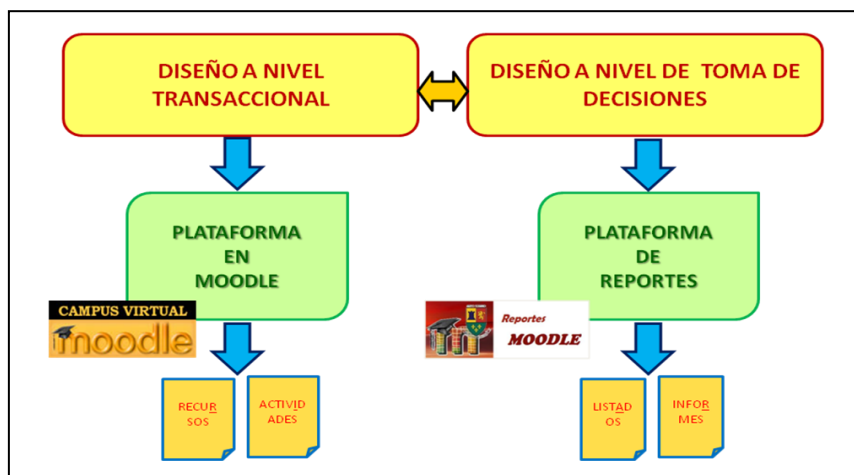 DISEÑO A NIVEL
TRANSACCIONAL
DISEÑO A NIVEL DE TOMA DE
DECISIONES
PLATAFORMA
EN
MOODLE
PLATAFORMA
DE
REPORTES
CAMPUS VIRTUAL
moodle
Reportes
MOODLE
RECUR
SOS
ACTIVID
ADES
LISTAD
OS
INFOR
MES